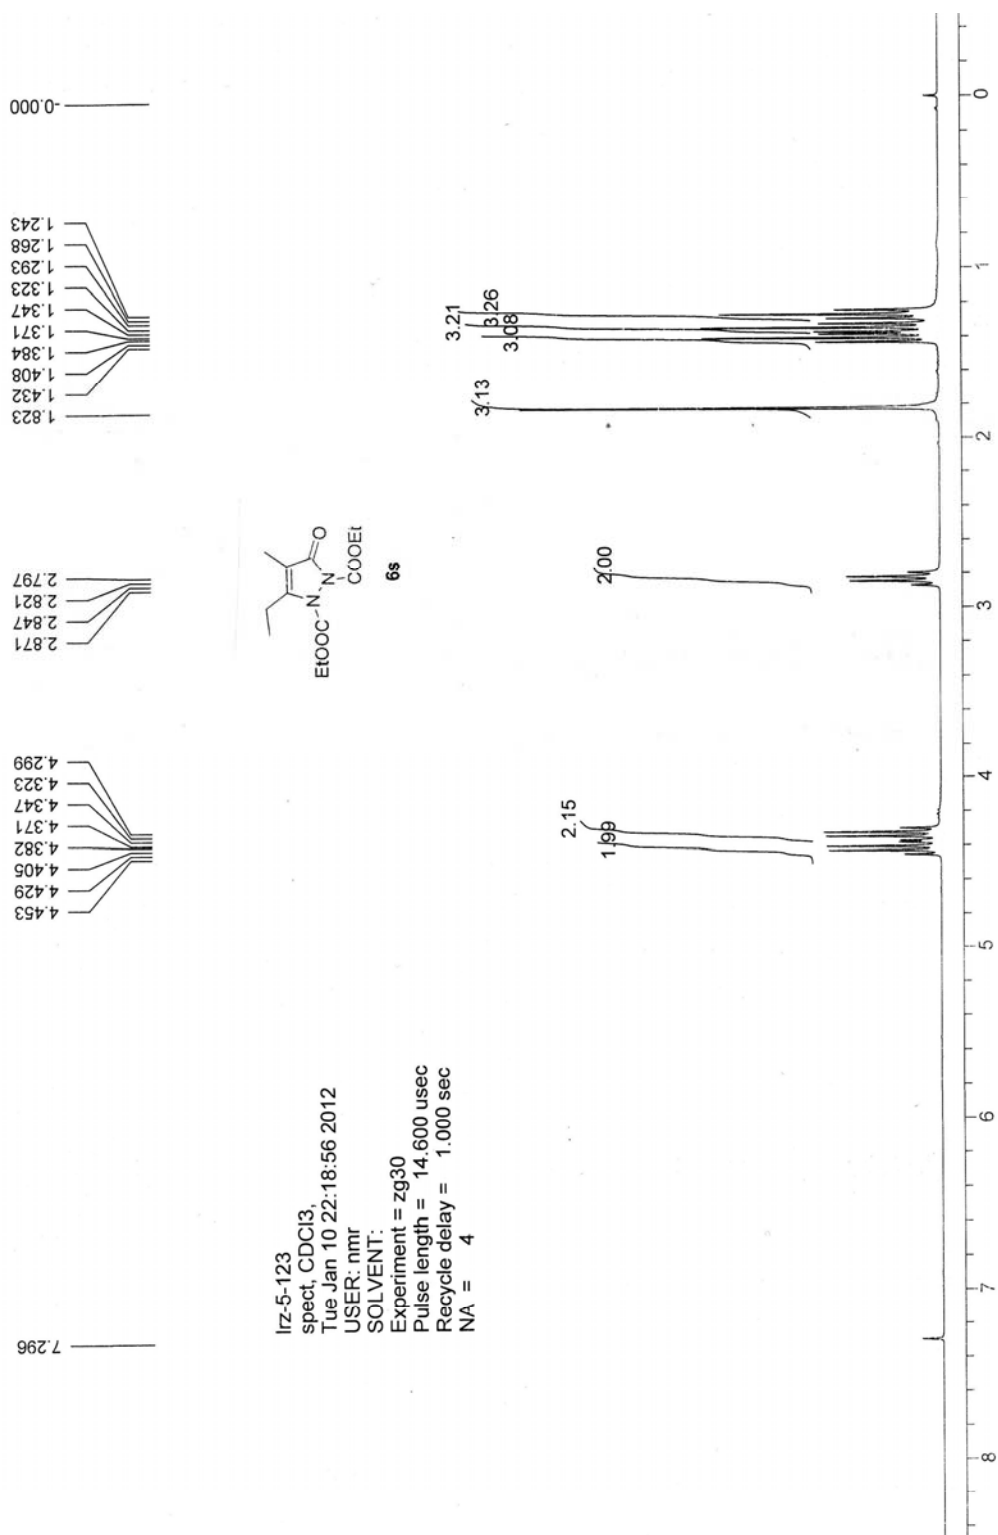 -0.000
1.243
1.268
1.293
1.323
1.347
1.371
1.384
1.408
1.432
1.823
2.797
2.821
2.847
2.871
4.299
4.323
4.347
4.371
4.382
4.405
4.429
4.453
7.296
O
N
N
EtOOC
COOEt
6s
lrz-5-123
spect, CDCl3,
Tue Jan 10 22:18:56 2012
USER: nmr
SOLVENT:
Experiment = zg30
Pulse length = 14.600 usec
Recycle delay = 1.000 sec
NA = 4
3.21
3.26
3.08
3.13
2.00
2.15
1.99
0
1
2
3
4
5
6
7
8